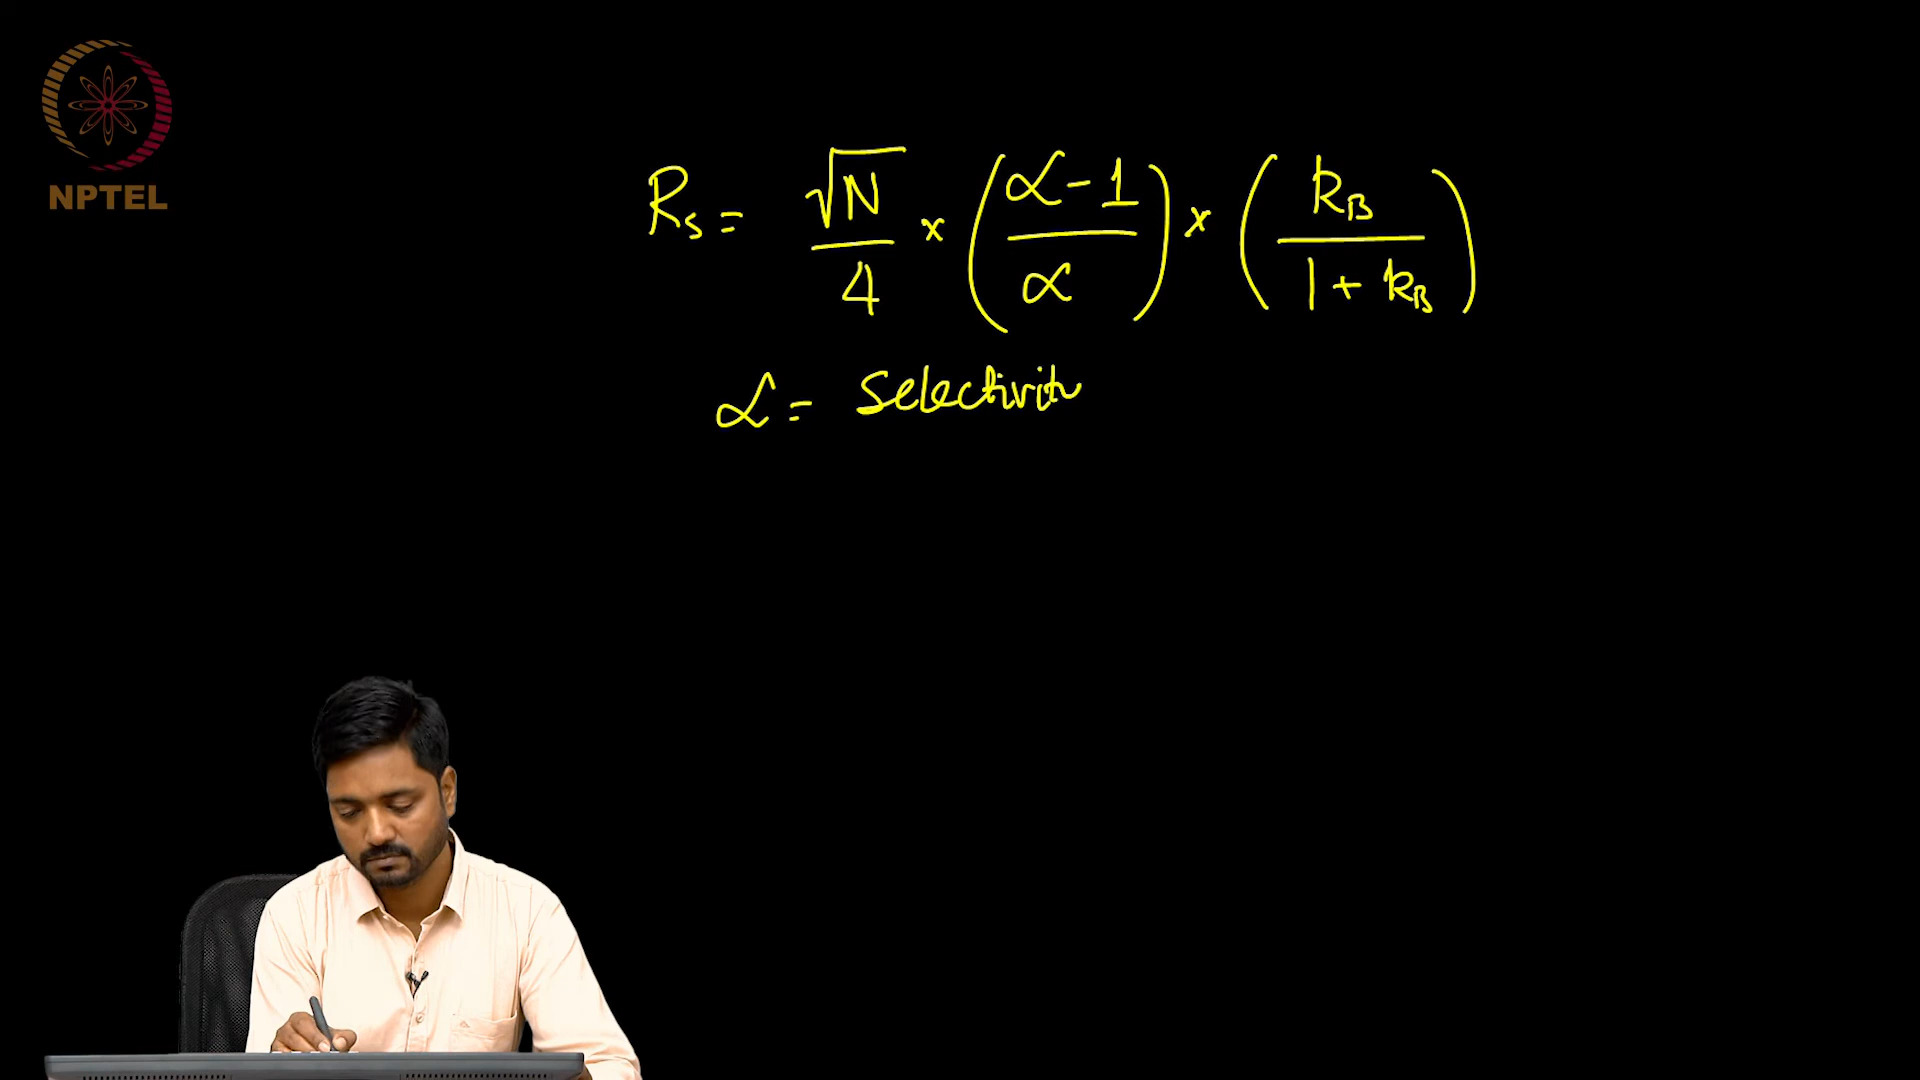 NPTEL
Rs = √N/4 × (α-1/α) × (kB/1+kB)
α = Selectivit